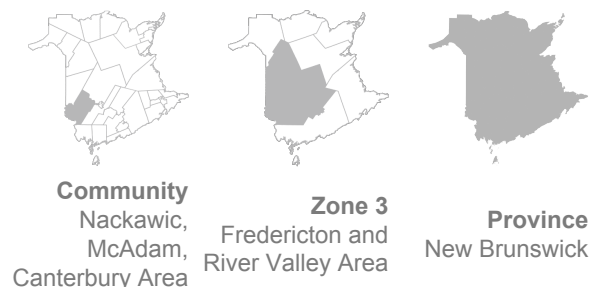 Community
Nackawic,
McAdam,
Canterbury Area
Zone 3
Fredericton and
River Valley Area
Province
New Brunswick